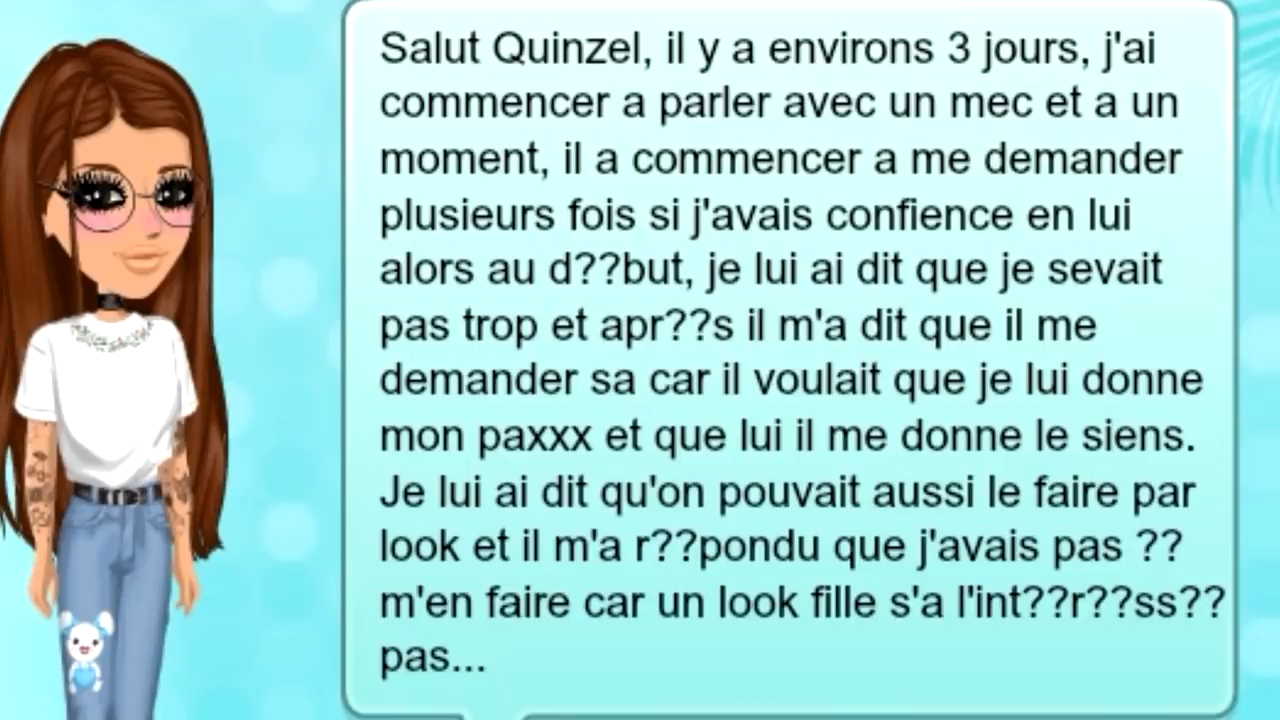 Salut Quinzel, il y a environs 3 jours, j'ai
commencer a parler avec un mec et a un
moment, il a commencer a me demander
plusieurs fois si j'avais confience en lui
alors au d??but, je lui ai dit que je sevait
pas trop et apr??s il m'a dit que il me
demander sa car il voulait que je lui donne
mon paxxx et que lui il me donne le siens.
Je lui ai dit qu'on pouvait aussi le faire par
look et il m'a r??pondu que j'avais pas ??
m'en faire car un look fille s'a l'int??r??ss??
pas...